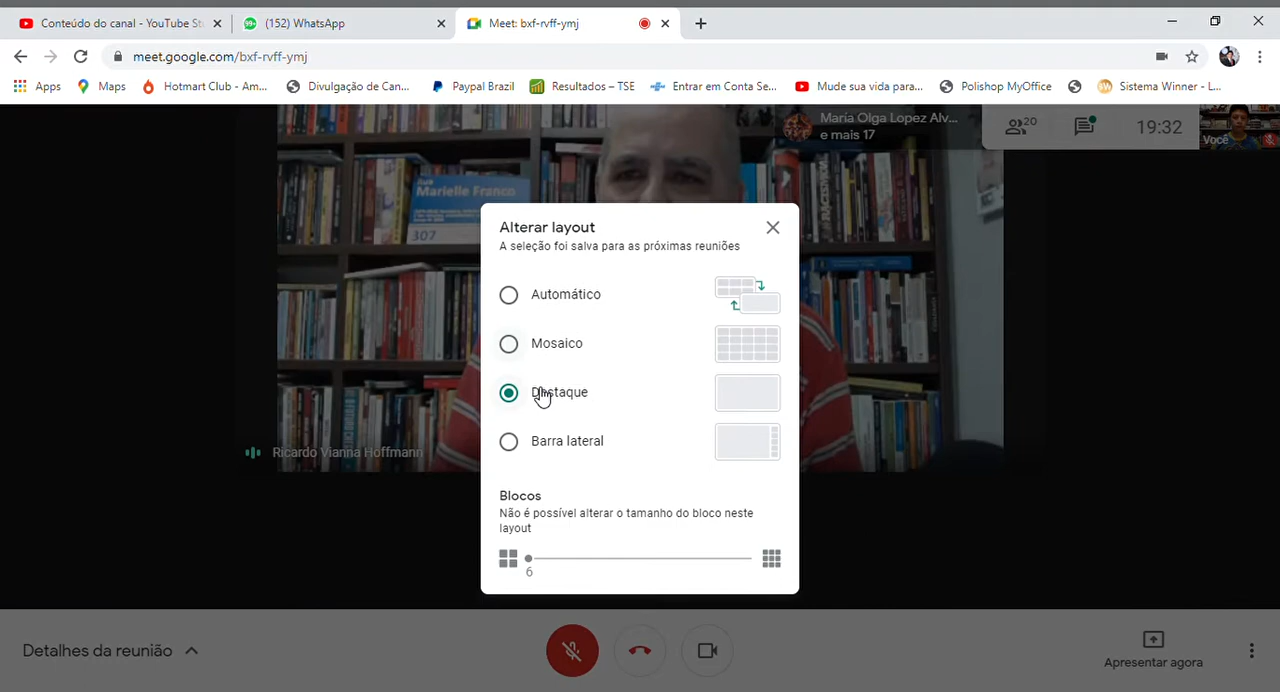 Conteúdo do canal - YouTube St
99+ (152) WhatsApp
Meet: bxf-rvff-ymj
meet.google.com/bxf-rvff-ymj
Apps
Maps
Hotmart Club - Am...
Divulgação de Can...
Paypal Brazil
Resultados – TSE
Entrar em Conta Se...
Mude sua vida para...
Polishop MyOffice
Sistema Winner - L...
Maria Olga Lopez Alv...
e mais 17
20
19:32
Você
Rua
Marielle Franco
307
RACISMO
Ricardo Vianna Hoffmann
Alterar layout
A seleção foi salva para as próximas reuniões
Automático
Mosaico
Destaque
Barra lateral
Blocos
Não é possível alterar o tamanho do bloco neste
layout
6
Detalhes da reunião
Apresentar agora